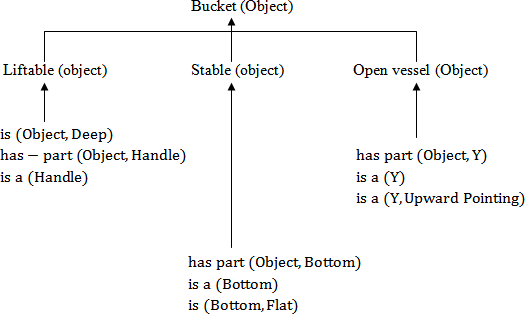 Bucket (Object)
Liftable (object)
Stable (object)
Open vessel (Object)
is (Object, Deep)
has − part (Object, Handle)
is a (Handle)
has part (Object, Y)
is a (Y)
is a (Y, Upward Pointing)
has part (Object, Bottom)
is a (Bottom)
is (Bottom, Flat)